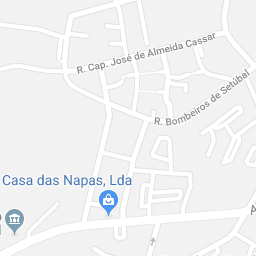 R. Cap. José de Almeida Cassar
R. Bombeiros de Setúbal
Casa das Napas, Lda